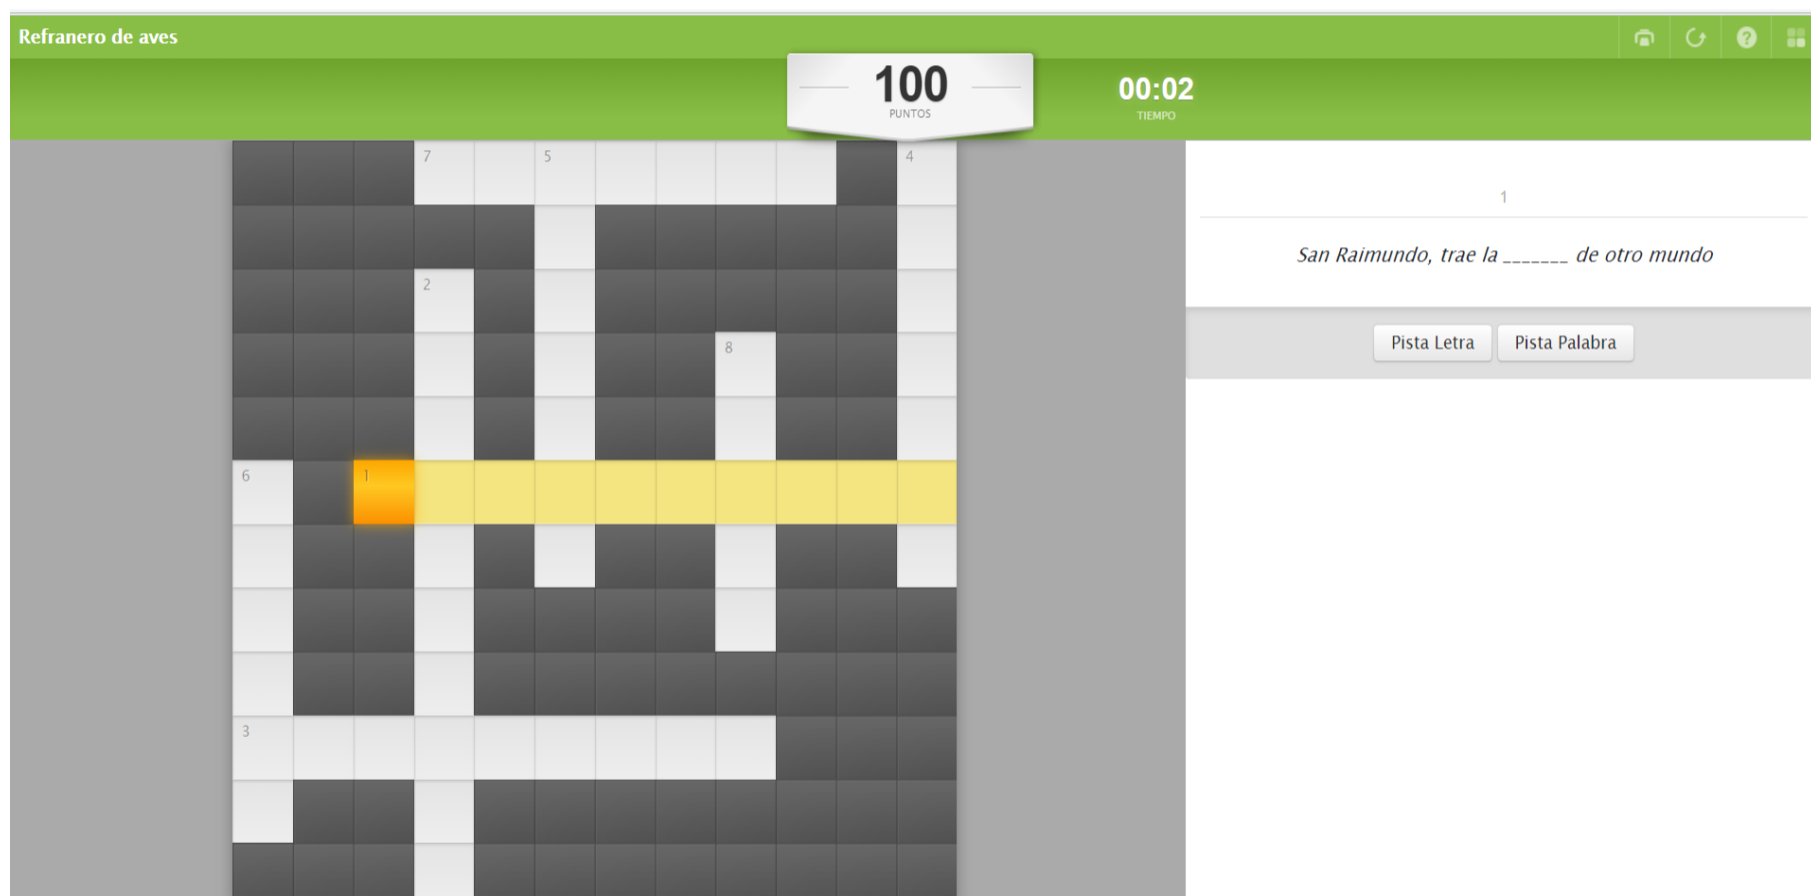 Refranero de aves
100
PUNTOS
00:02
TIEMPO
7 5 4
2
8
6 1
3
1
San Raimundo, trae la _______ de otro mundo
Pista Letra Pista Palabra